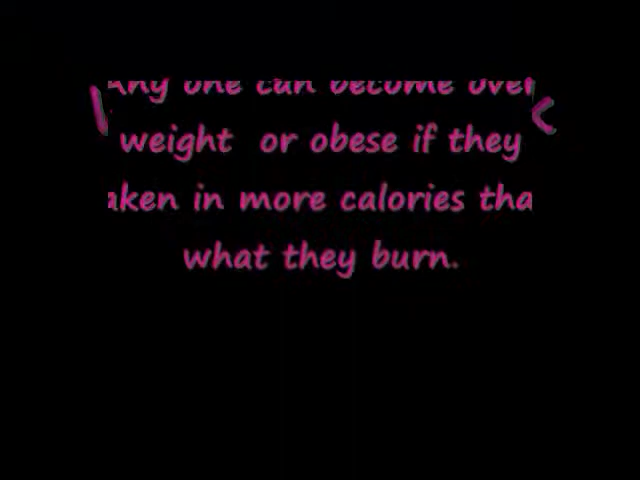 Any one can become over
weight or obese if they
aken in more calories tha
what they burn.